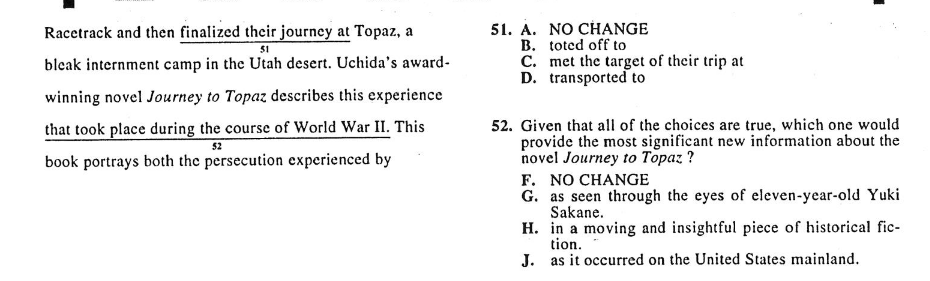 Racetrack and then finalized their journey at Topaz, a
51
bleak internment camp in the Utah desert. Uchida's award-
winning novel Journey to Topaz describes this experience
that took place during the course of World War II. This
52
book portrays both the persecution experienced by
51. A. NO CHANGE
B. toted off to
C. met the target of their trip at
D. transported to
52. Given that all of the choices are true, which one would
provide the most significant new information about the
novel Journey to Topaz ?
F. NO CHANGE
G. as seen through the eyes of eleven-year-old Yuki
Sakane.
H. in a moving and insightful piece of historical fic-
tion.
J. as it occurred on the United States mainland.